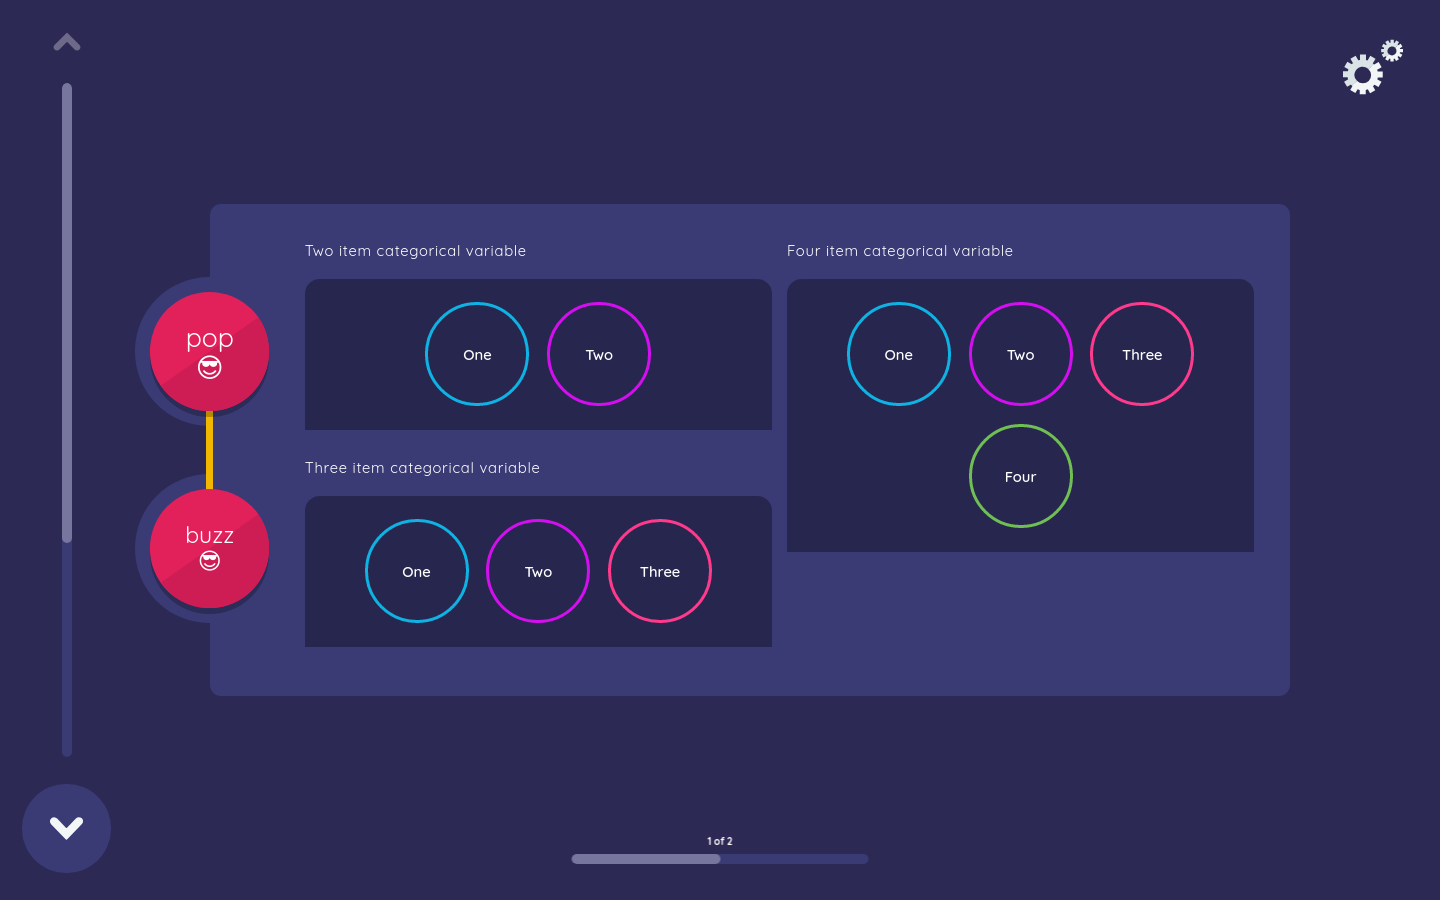 pop
buzz
Two item categorical variable
One
Two
Three item categorical variable
One
Two
Three
Four item categorical variable
One
Two
Three
Four
1 of 2